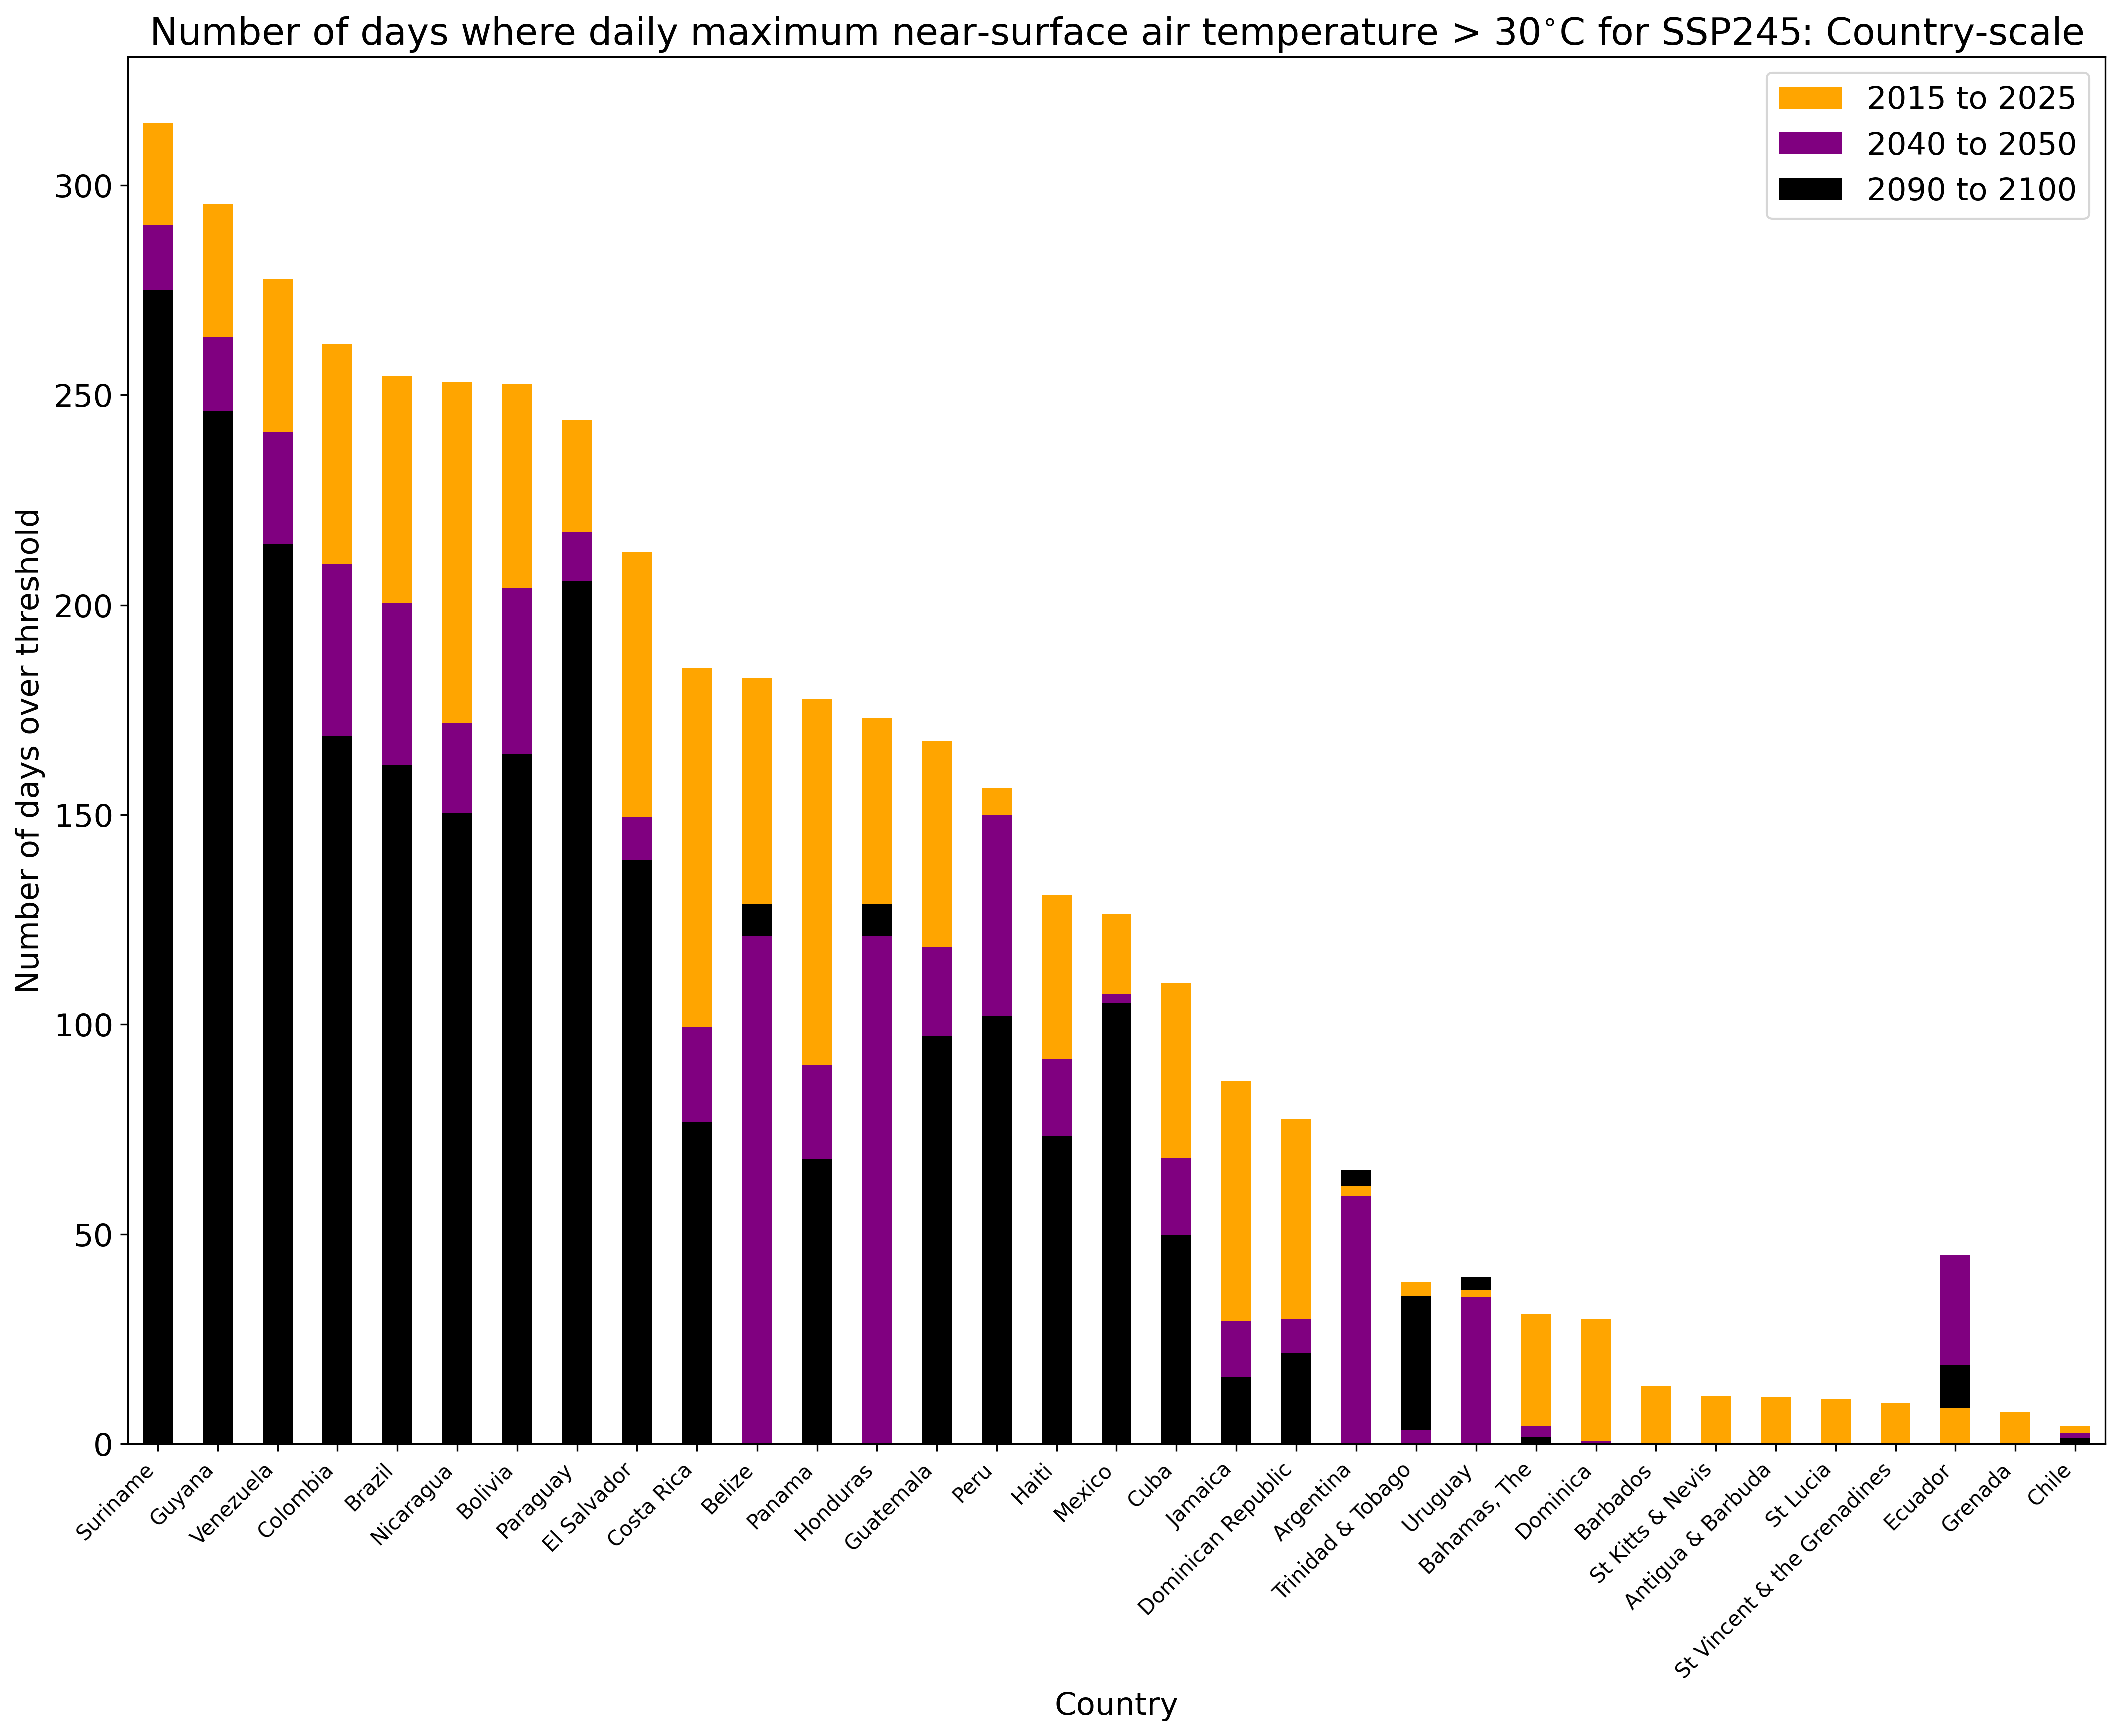 Number of days where daily maximum near-surface air temperature > 30°C for SSP245: Country-scale
2015 to 2025
2040 to 2050
2090 to 2100
Number of days over threshold
300
250
200
150
100
50
0
Suriname
Guyana
Venezuela
Colombia
Brazil
Nicaragua
Bolivia
Paraguay
El Salvador
Costa Rica
Belize
Panama
Honduras
Guatemala
Peru
Haiti
Mexico
Cuba
Jamaica
Dominican Republic
Argentina
Trinidad & Tobago
Uruguay
Bahamas, The
Dominica
Barbados
St Kitts & Nevis
Antigua & Barbuda
St Lucia
St Vincent & the Grenadines
Ecuador
Grenada
Chile
Country